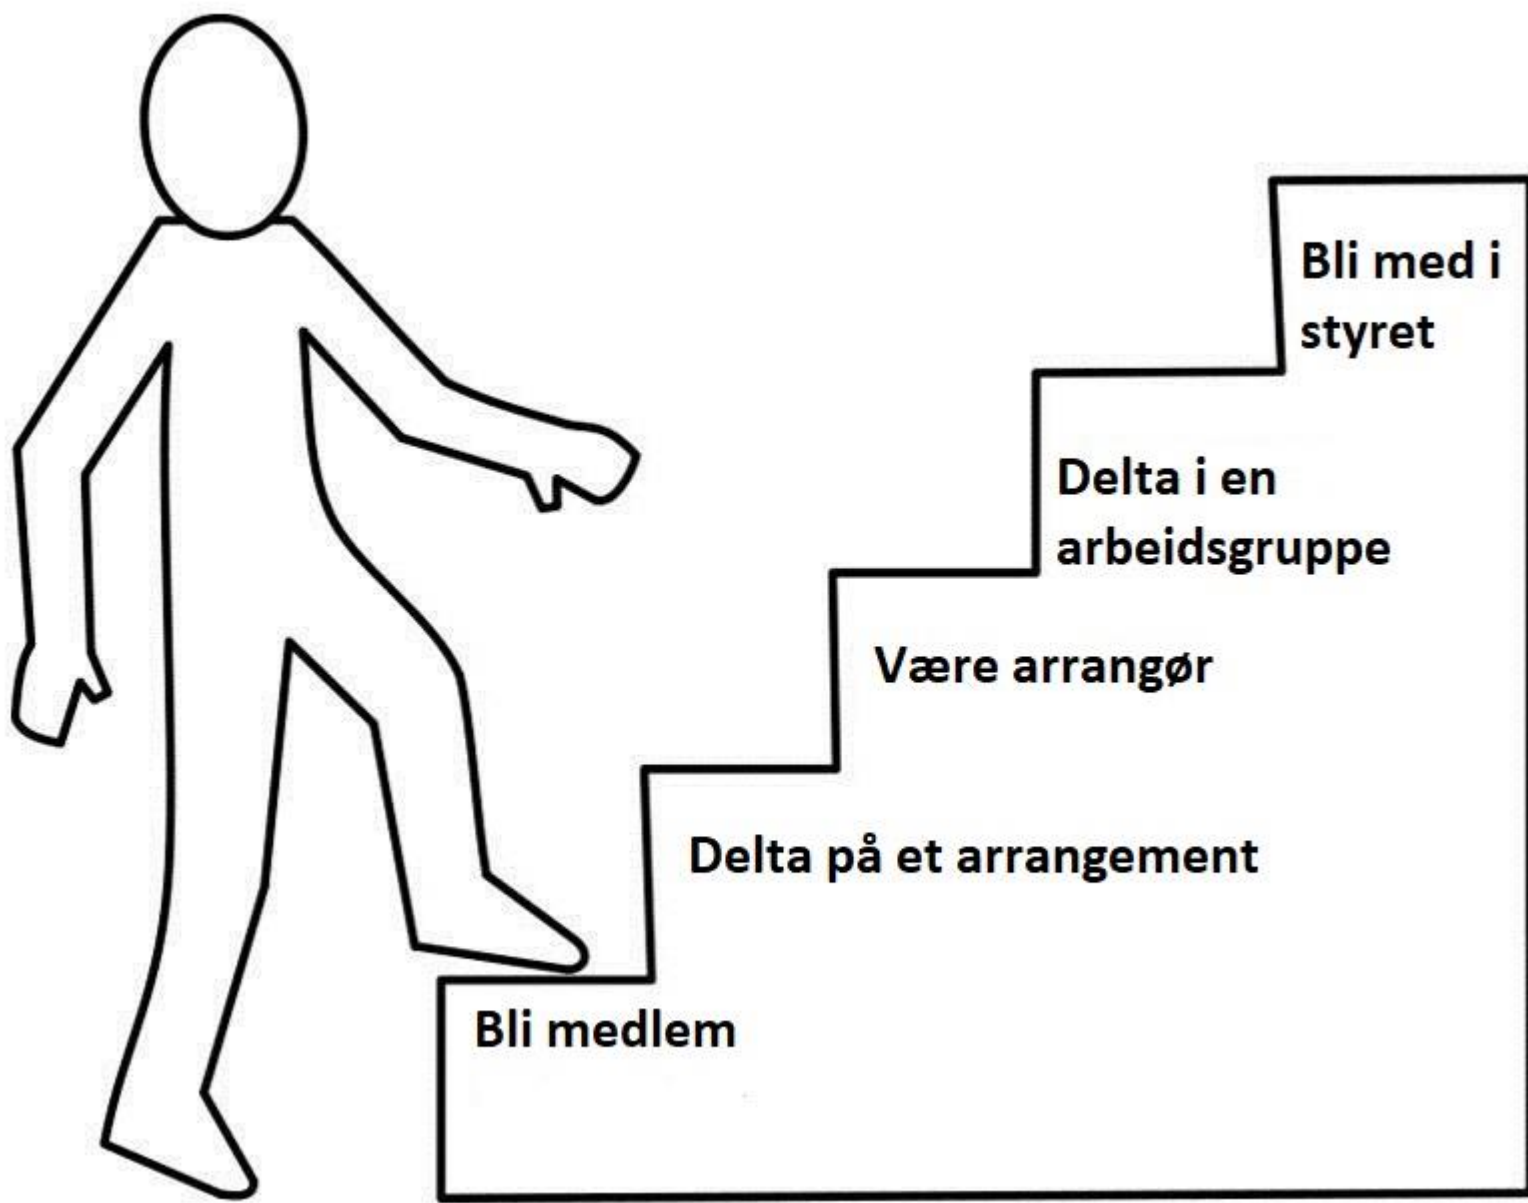 Bli med i
styret
Delta i en
arbeidsgruppe
Være arrangør
Delta på et arrangement
Bli medlem